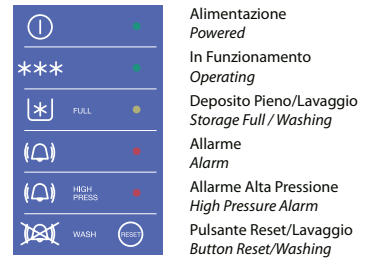 Alimentazione
Powered
In Funzionamento
Operating
FULL
Deposito Pieno/Lavaggio
Storage Full / Washing
Allarme
Alarm
HIGH
PRESS
Allarme Alta Pressione
High Pressure Alarm
WASH
RESET
Pulsante Reset/Lavaggio
Button Reset/Washing